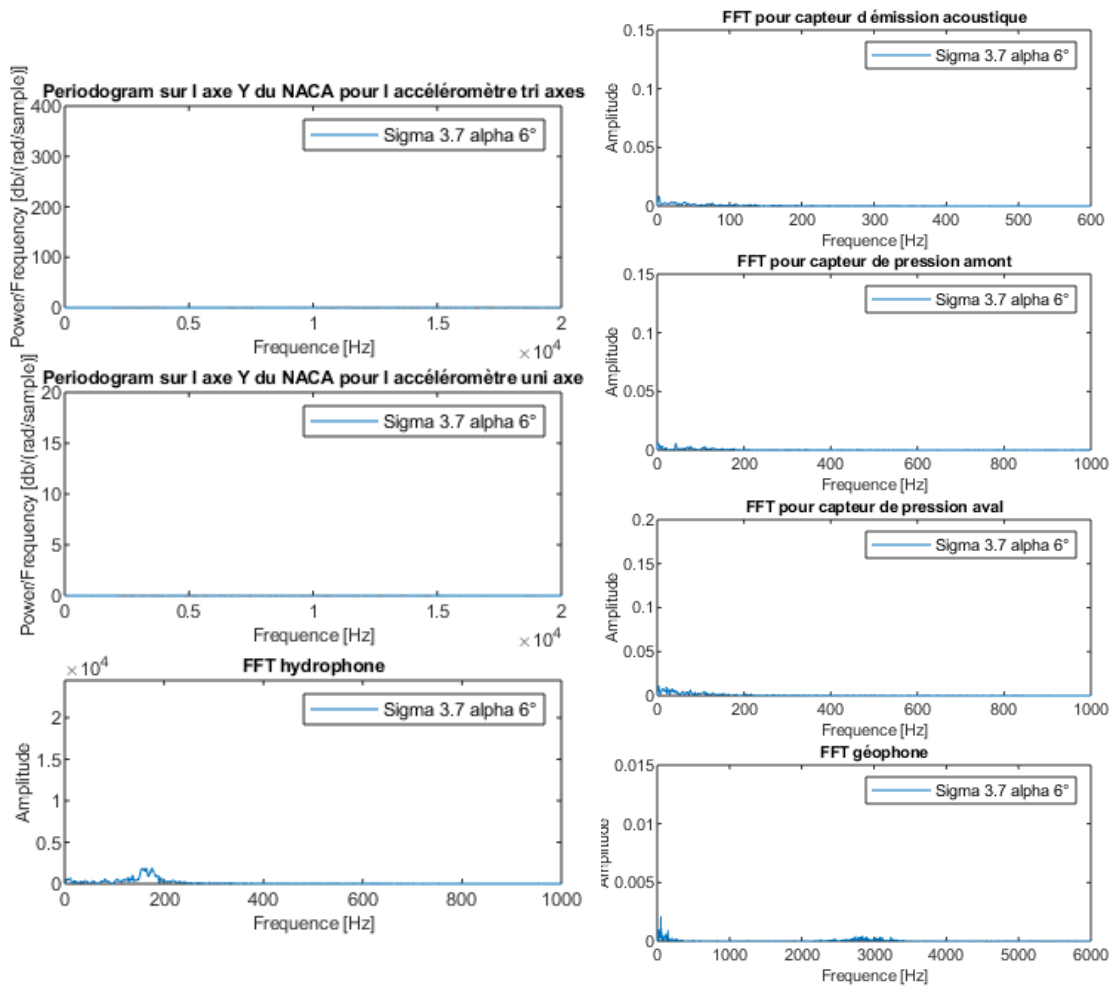 Periodogram sur l axe Y du NACA pour l accéléromètre tri axes
Power/Frequency [db/(rad/sample)]
400
300
200
100
0
Sigma 3.7 alpha 6°
0 0.5 1 1.5 2
×10^4
Frequence [Hz]
Periodogram sur l axe Y du NACA pour l accéléromètre uni axe
Power/Frequency [db/(rad/sample)]
20
15
10
5
0
Sigma 3.7 alpha 6°
0 0.5 1 1.5 2
×10^4
Frequence [Hz]
FFT hydrophone
×10^4
Amplitude
2
1.5
1
0.5
0
Sigma 3.7 alpha 6°
0 200 400 600 800 1000
Frequence [Hz]
FFT pour capteur d émission acoustique
Amplitude
0.15
0.1
0.05
0
Sigma 3.7 alpha 6°
0 100 200 300 400 500 600
Frequence [Hz]
FFT pour capteur de pression amont
Amplitude
0.15
0.1
0.05
0
Sigma 3.7 alpha 6°
0 200 400 600 800 1000
Frequence [Hz]
FFT pour capteur de pression aval
Amplitude
0.2
0.15
0.1
0.05
0
Sigma 3.7 alpha 6°
0 200 400 600 800 1000
Frequence [Hz]
FFT géophone
Amplitude
0.015
0.01
0.005
0
Sigma 3.7 alpha 6°
0 1000 2000 3000 4000 5000 6000
Frequence [Hz]